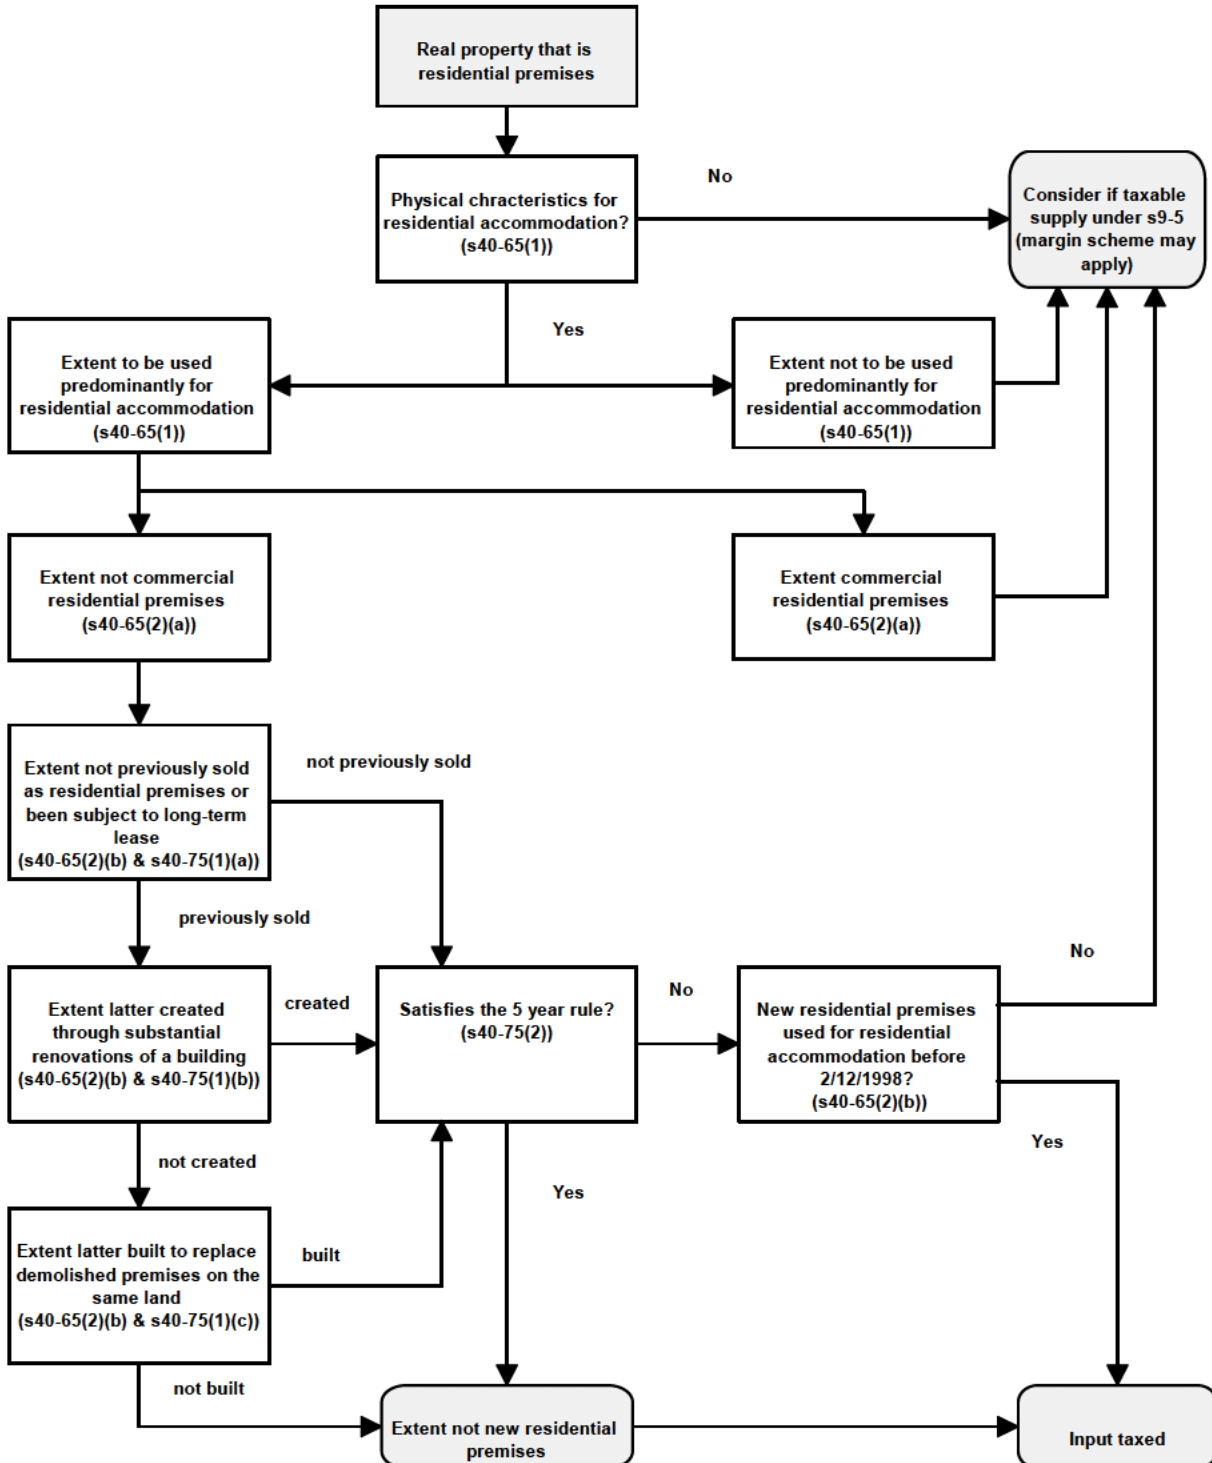 Real property that is
residential premises
Physical chracteristics for
residential accommodation?
(s40-65(1))
No
Consider if taxable
supply under s9-5
(margin scheme may
apply)
Yes
Extent to be used
predominantly for
residential accommodation
(s40-65(1))
Extent not to be used
predominantly for
residential accommodation
(s40-65(1))
Extent not commercial
residential premises
(s40-65(2)(a))
Extent commercial
residential premises
(s40-65(2)(a))
Extent not previously sold
as residential premises or
been subject to long-term
lease
(s40-65(2)(b) & s40-75(1)(a))
not previously sold
previously sold
Extent latter created
through substantial
renovations of a building
(s40-65(2)(b) & s40-75(1)(b))
created
Satisfies the 5 year rule?
(s40-75(2))
No
New residential premises
used for residential
accommodation before
2/12/1998?
(s40-65(2)(b))
No
Yes
not created
Yes
Extent latter built to replace
demolished premises on the
same land
(s40-65(2)(b) & s40-75(1)(c))
built
not built
Extent not new residential
premises
Input taxed